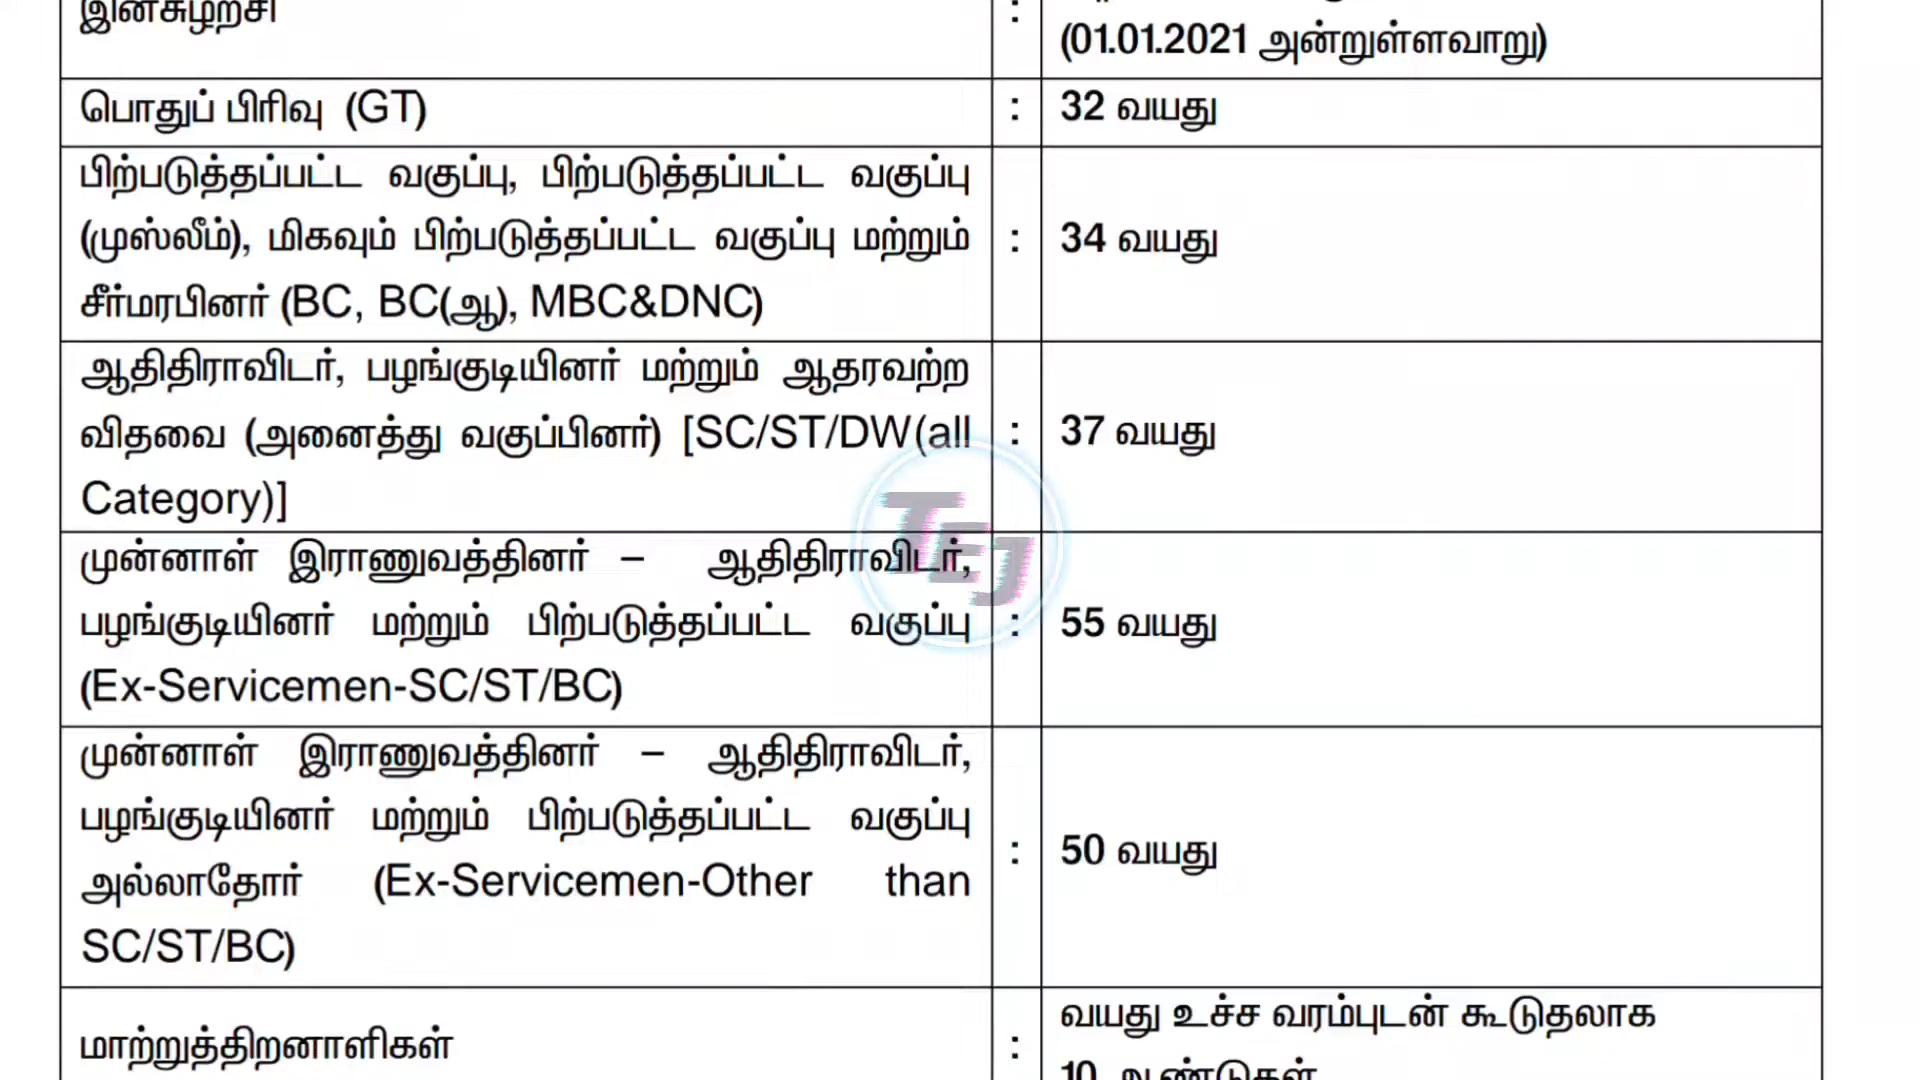 இனசுழற்சி :
(01.01.2021 அன்றுள்ளவாறு)
பொதுப் பிரிவு (GT) : 32 வயது
பிற்படுத்தப்பட்ட வகுப்பு, பிற்படுத்தப்பட்ட வகுப்பு
(முஸ்லீம்), மிகவும் பிற்படுத்தப்பட்ட வகுப்பு மற்றும் : 34 வயது
சீர்மரபினர் (BC, BC(ஆ), MBC&DNC)
ஆதிதிராவிடர், பழங்குடியினர் மற்றும் ஆதரவற்ற
விதவை (அனைத்து வகுப்பினர்) [SC/ST/DW(all : 37 வயது
Category)]
முன்னாள் இராணுவத்தினர் – ஆதிதிராவிடர்,
பழங்குடியினர் மற்றும் பிற்படுத்தப்பட்ட வகுப்பு : 55 வயது
(Ex-Servicemen-SC/ST/BC)
முன்னாள் இராணுவத்தினர் – ஆதிதிராவிடர்,
பழங்குடியினர் மற்றும் பிற்படுத்தப்பட்ட வகுப்பு
அல்லாதோர் (Ex-Servicemen-Other than : 50 வயது
SC/ST/BC)
வயது உச்ச வரம்புடன் கூடுதலாக
மாற்றுத்திறனாளிகள் :
10 ஆண்டுகள்
TEJ